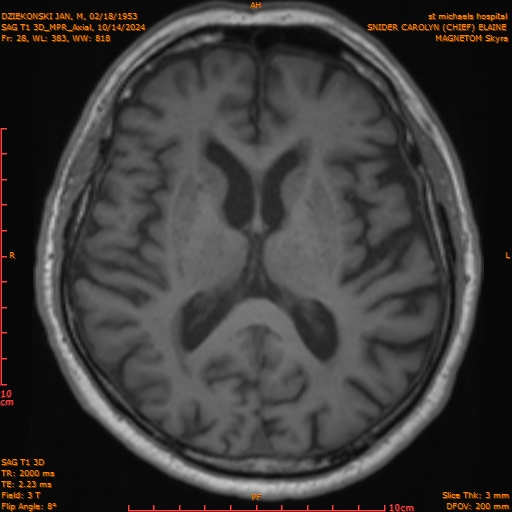 DZIEKONSKI JAN, M, 02/18/1953
SAG T1 3D_MPR_Axial, 10/14/2024
Fr: 28, WL: 383, WW: 818
AH
st michaels hospital
SNIDER CAROLYN (CHIEF) ELAINE
MAGNETOM Skyra
R
L
10
cm
SAG T1 3D
TR: 2000 ms
TE: 2.23 ms
Field: 3 T
Flip Angle: 8°
PF
10cm
Slice Thk: 3 mm
DFOV: 200 mm